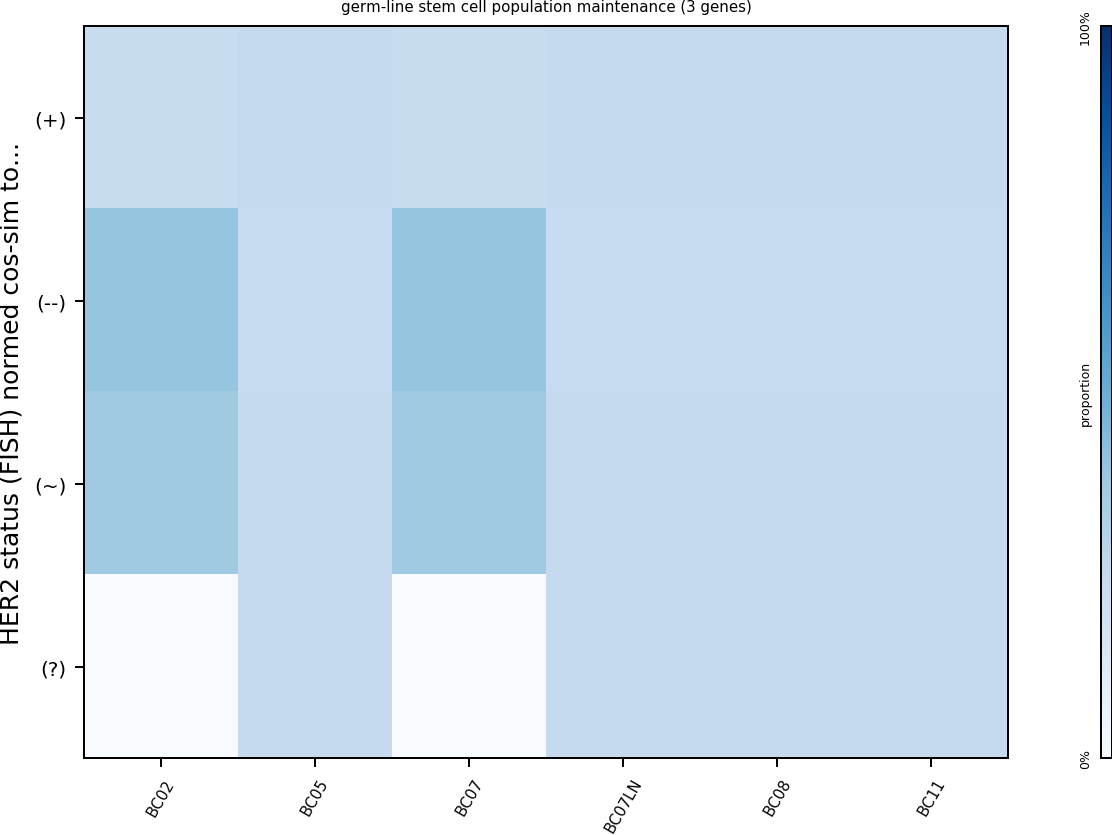 germ-line stem cell population maintenance (3 genes)
HER2 status (FISH) normed cos-sim to...
(+)
(--)
(~)
(?)
BC02
BC05
BC07
BC07LN
BC08
BC11
100%
proportion
0%